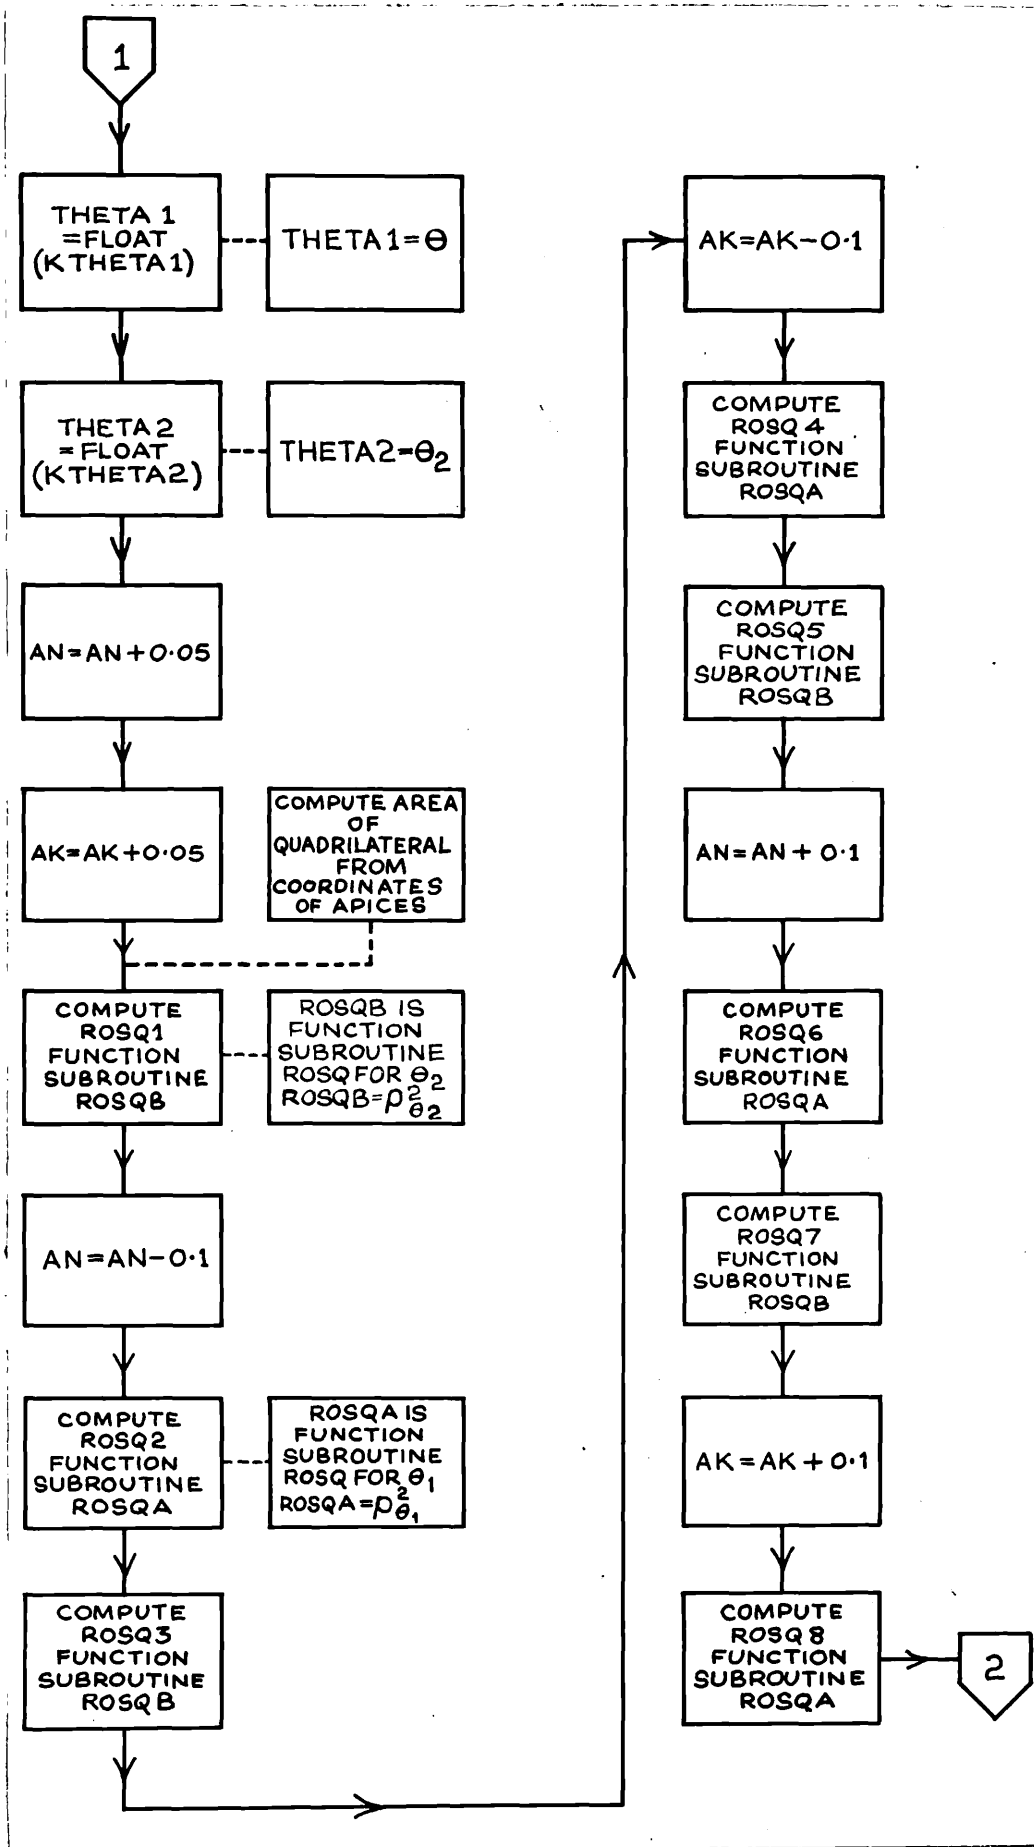 1
THETA 1
=FLOAT
(KTHETA1)
THETA1=θ
THETA2
=FLOAT
(KTHETA2)
THETA2=θ₂
AN=AN+0·05
AK=AK+0·05
COMPUTE AREA
OF
QUADRILATERAL
FROM
COORDINATES
OF APICES
COMPUTE
ROSQ1
FUNCTION
SUBROUTINE
ROSQB
ROSQB IS
FUNCTION
SUBROUTINE
ROSQ FOR θ₂
ROSQB=ρ²θ₂
AN=AN-0·1
COMPUTE
ROSQ2
FUNCTION
SUBROUTINE
ROSQA
ROSQA IS
FUNCTION
SUBROUTINE
ROSQ FOR θ₁
ROSQA=ρ²θ₁
COMPUTE
ROSQ3
FUNCTION
SUBROUTINE
ROSQB
AK=AK-0·1
COMPUTE
ROSQ4
FUNCTION
SUBROUTINE
ROSQA
COMPUTE
ROSQ5
FUNCTION
SUBROUTINE
ROSQB
AN=AN+0·1
COMPUTE
ROSQ6
FUNCTION
SUBROUTINE
ROSQA
COMPUTE
ROSQ7
FUNCTION
SUBROUTINE
ROSQB
AK=AK+0·1
COMPUTE
ROSQ8
FUNCTION
SUBROUTINE
ROSQA
2